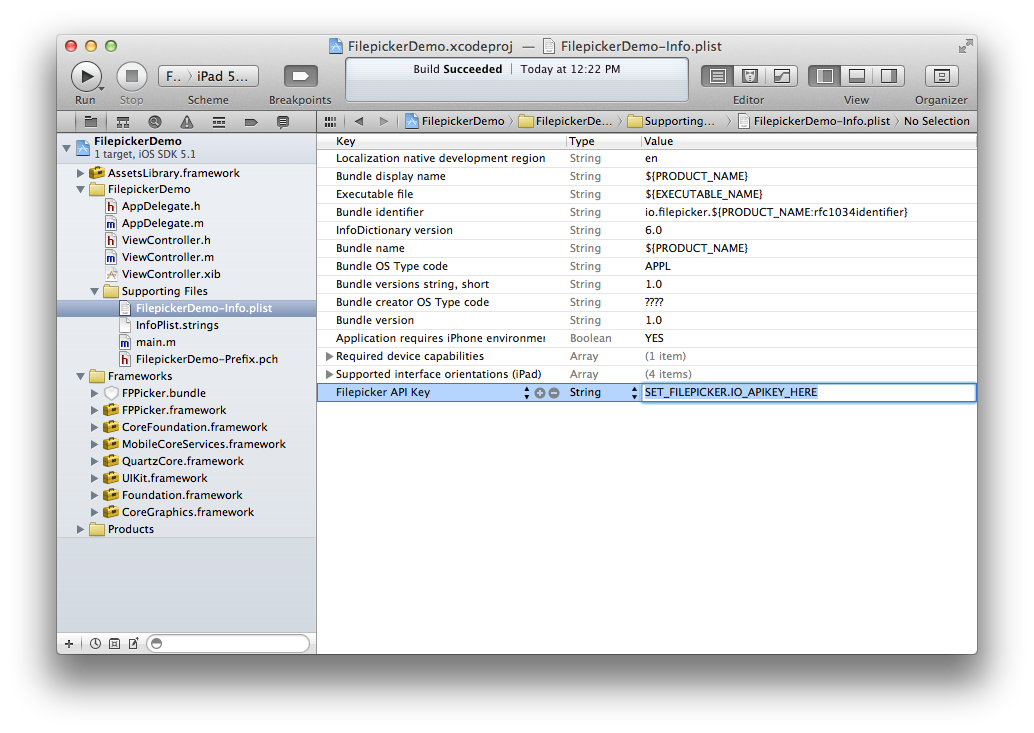 FilepickerDemo.xcodeproj — FilepickerDemo-Info.plist
F.. 〉 iPad 5...
Build Succeeded | Today at 12:22 PM
Run Stop Scheme Breakpoints Editor View Organizer
FilepickerDemo 〉 FilepickerDe... 〉 Supporting... 〉 FilepickerDemo-Info.plist 〉 No Selection
FilepickerDemo
1 target, iOS SDK 5.1
AssetsLibrary.framework
FilepickerDemo
AppDelegate.h
AppDelegate.m
ViewController.h
ViewController.m
ViewController.xib
Supporting Files
FilepickerDemo-Info.plist
InfoPlist.strings
main.m
FilepickerDemo-Prefix.pch
Frameworks
FPPicker.bundle
FPPicker.framework
CoreFoundation.framework
MobileCoreServices.framework
QuartzCore.framework
UIKit.framework
Foundation.framework
CoreGraphics.framework
Products
Key Type Value
Localization native development region String en
Bundle display name String ${PRODUCT_NAME}
Executable file String ${EXECUTABLE_NAME}
Bundle identifier String io.filepicker.${PRODUCT_NAME:rfc1034identifier}
InfoDictionary version String 6.0
Bundle name String ${PRODUCT_NAME}
Bundle OS Type code String APPL
Bundle versions string, short String 1.0
Bundle creator OS Type code String ????
Bundle version String 1.0
Application requires iPhone environmen Boolean YES
Required device capabilities Array (1 item)
Supported interface orientations (iPad) Array (4 items)
Filepicker API Key String SET_FILEPICKER.IO_APIKEY_HERE